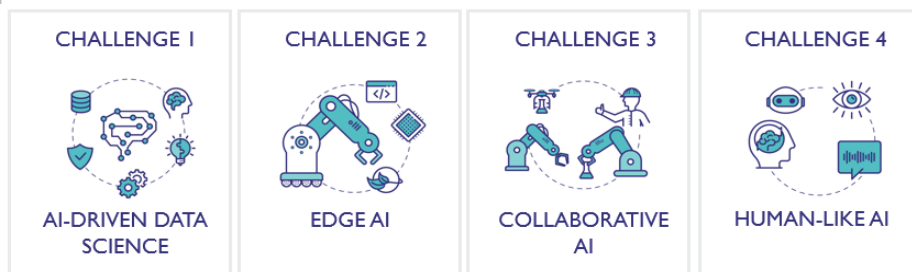 CHALLENGE 1
AI-DRIVEN DATA
SCIENCE
CHALLENGE 2
</>
EDGE AI
CHALLENGE 3
COLLABORATIVE
AI
CHALLENGE 4
HUMAN-LIKE AI